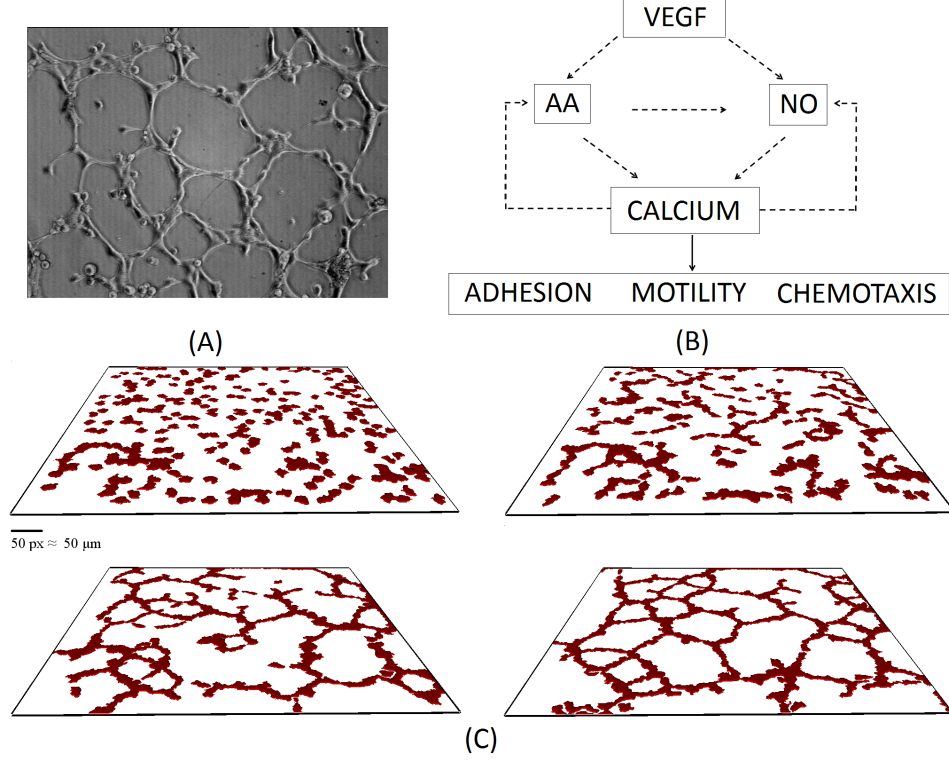 VEGF
AA
NO
CALCIUM
ADHESION MOTILITY CHEMOTAXIS
(A)
(B)
50 px ≈ 50 μm
(C)